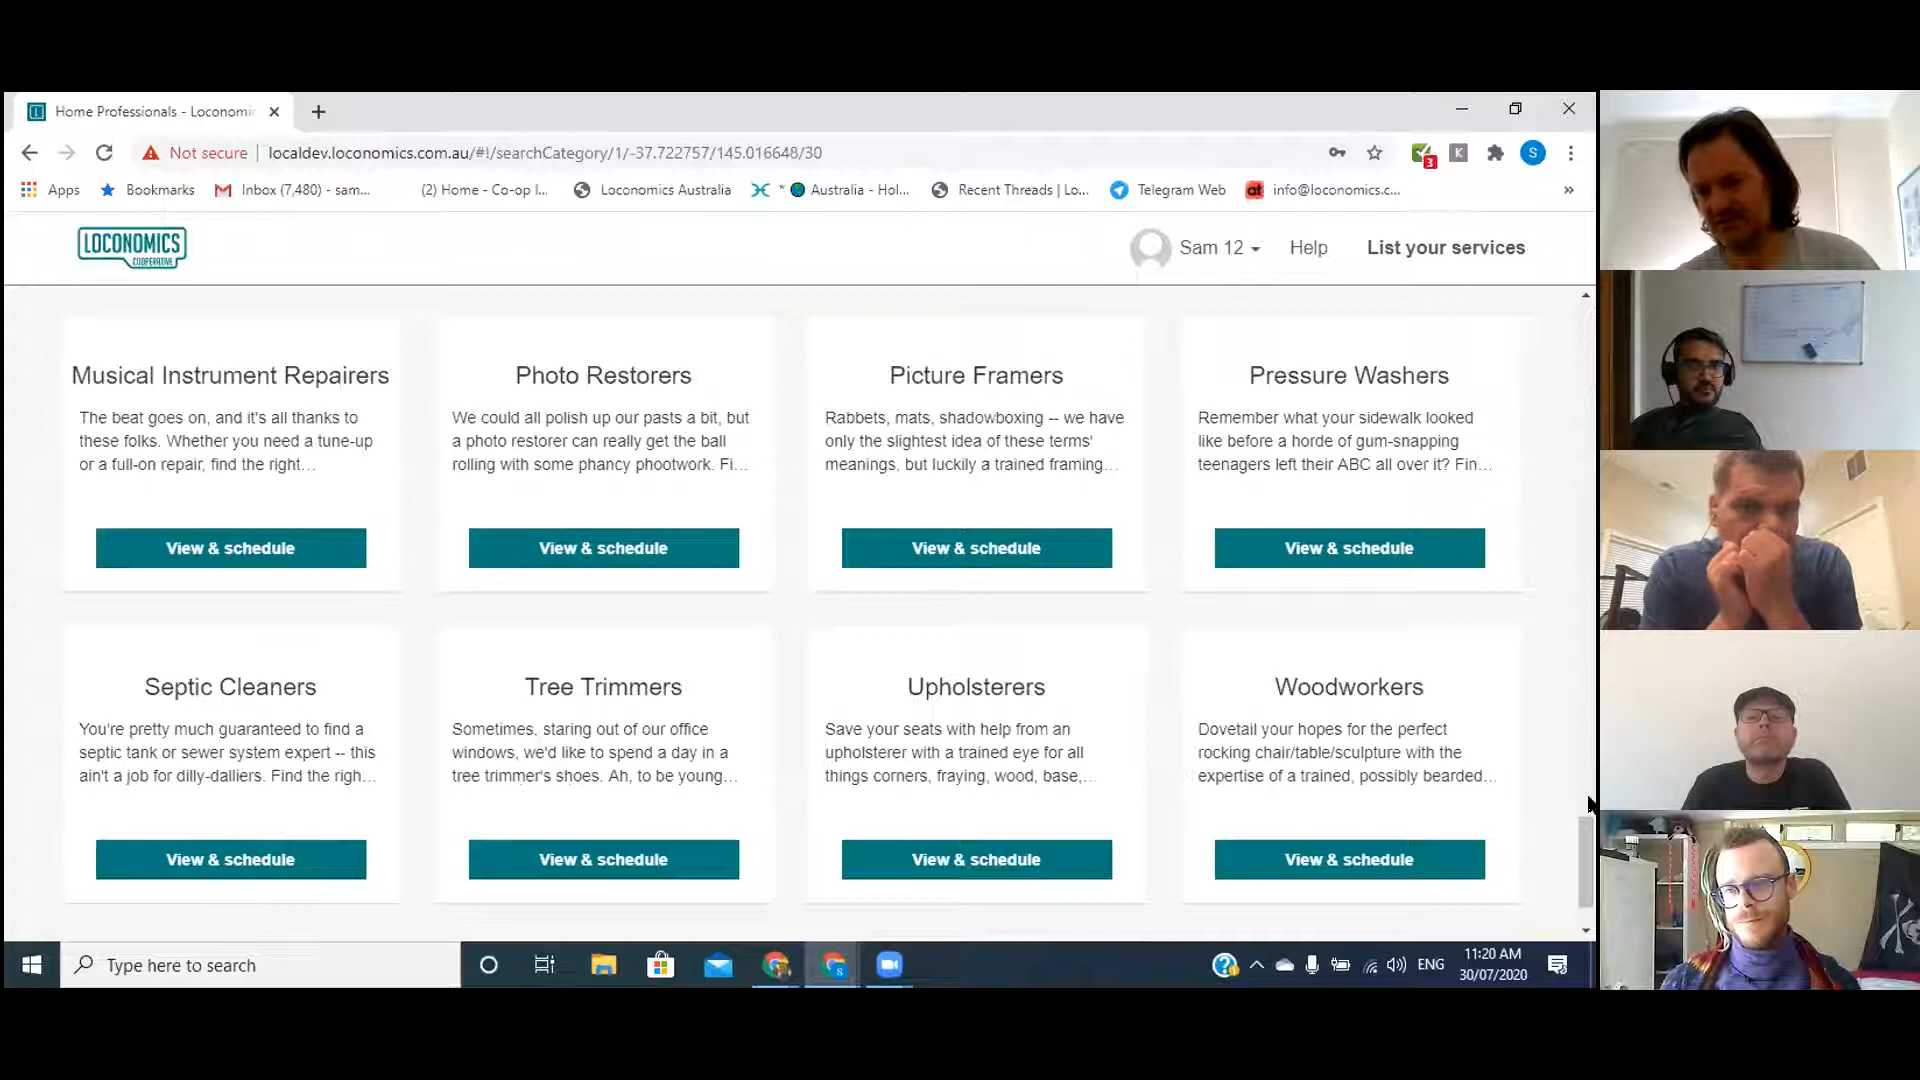 Home Professionals - Loconomic
Not secure | localdev.loconomics.com.au/#!/searchCategory/1/-37.722757/145.016648/30
3
K
S
Apps
Bookmarks
Inbox (7,480) - sam...
(2) Home - Co-op I...
Loconomics Australia
* Australia - Hol...
Recent Threads | Lo...
Telegram Web
at info@loconomics.c...
»
LOCONOMICS
COOPERATIVE
Sam 12
Help
List your services
Musical Instrument Repairers
The beat goes on, and it's all thanks to
these folks. Whether you need a tune-up
or a full-on repair, find the right...
View & schedule
Photo Restorers
We could all polish up our pasts a bit, but
a photo restorer can really get the ball
rolling with some phancy phootwork. Fi...
View & schedule
Picture Framers
Rabbets, mats, shadowboxing -- we have
only the slightest idea of these terms'
meanings, but luckily a trained framing...
View & schedule
Pressure Washers
Remember what your sidewalk looked
like before a horde of gum-snapping
teenagers left their ABC all over it? Fin...
View & schedule
Septic Cleaners
You're pretty much guaranteed to find a
septic tank or sewer system expert -- this
ain't a job for dilly-dalliers. Find the righ...
View & schedule
Tree Trimmers
Sometimes, staring out of our office
windows, we'd like to spend a day in a
tree trimmer's shoes. Ah, to be young...
View & schedule
Upholsterers
Save your seats with help from an
upholsterer with a trained eye for all
things corners, fraying, wood, base,...
View & schedule
Woodworkers
Dovetail your hopes for the perfect
rocking chair/table/sculpture with the
expertise of a trained, possibly bearded...
View & schedule
Type here to search
ENG
11:20 AM
30/07/2020